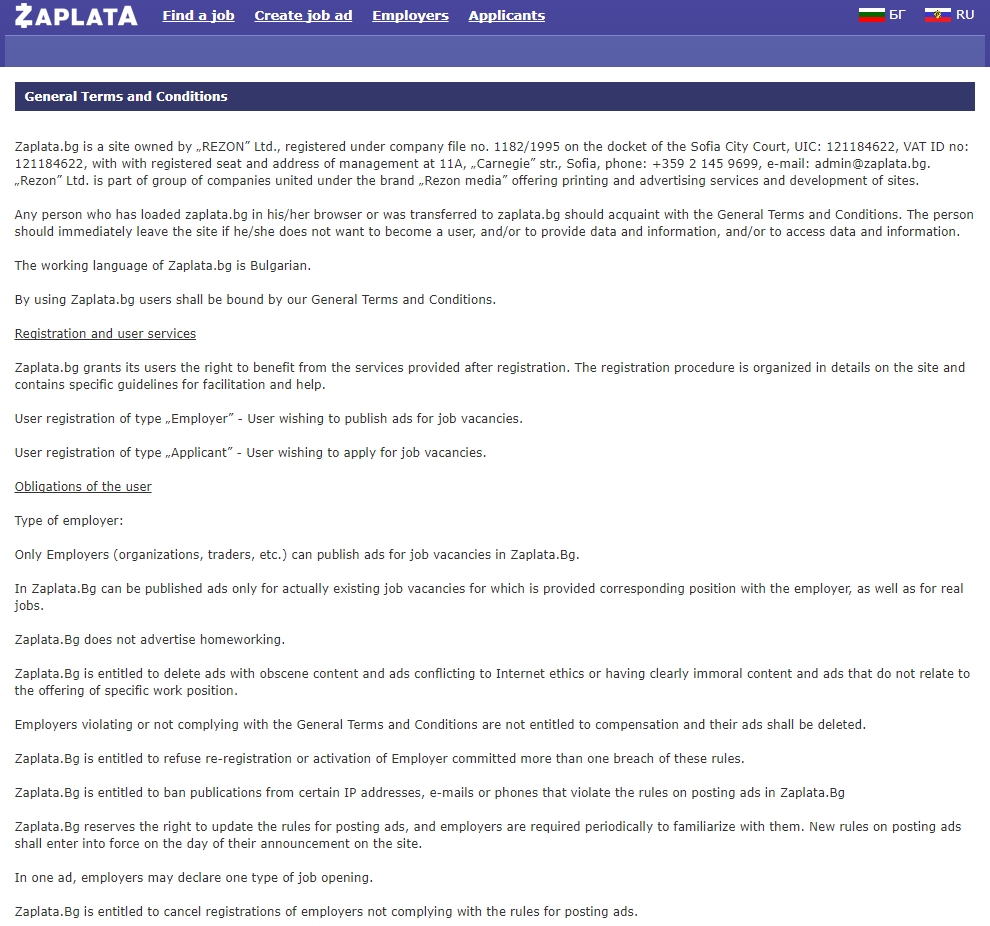 ZAPLATA Find a job Create job ad Employers Applicants БГ RU
General Terms and Conditions
Zaplata.bg is a site owned by „REZON” Ltd., registered under company file no. 1182/1995 on the docket of the Sofia City Court, UIC: 121184622, VAT ID no:
121184622, with with registered seat and address of management at 11A, „Carnegie” str., Sofia, phone: +359 2 145 9699, e-mail: admin@zaplata.bg.
„Rezon” Ltd. is part of group of companies united under the brand „Rezon media” offering printing and advertising services and development of sites.
Any person who has loaded zaplata.bg in his/her browser or was transferred to zaplata.bg should acquaint with the General Terms and Conditions. The person
should immediately leave the site if he/she does not want to become a user, and/or to provide data and information, and/or to access data and information.
The working language of Zaplata.bg is Bulgarian.
By using Zaplata.bg users shall be bound by our General Terms and Conditions.
Registration and user services
Zaplata.bg grants its users the right to benefit from the services provided after registration. The registration procedure is organized in details on the site and
contains specific guidelines for facilitation and help.
User registration of type „Employer” - User wishing to publish ads for job vacancies.
User registration of type „Applicant” - User wishing to apply for job vacancies.
Obligations of the user
Type of employer:
Only Employers (organizations, traders, etc.) can publish ads for job vacancies in Zaplata.Bg.
In Zaplata.Bg can be published ads only for actually existing job vacancies for which is provided corresponding position with the employer, as well as for real
jobs.
Zaplata.Bg does not advertise homeworking.
Zaplata.Bg is entitled to delete ads with obscene content and ads conflicting to Internet ethics or having clearly immoral content and ads that do not relate to
the offering of specific work position.
Employers violating or not complying with the General Terms and Conditions are not entitled to compensation and their ads shall be deleted.
Zaplata.Bg is entitled to refuse re-registration or activation of Employer committed more than one breach of these rules.
Zaplata.Bg is entitled to ban publications from certain IP addresses, e-mails or phones that violate the rules on posting ads in Zaplata.Bg
Zaplata.Bg reserves the right to update the rules for posting ads, and employers are required periodically to familiarize with them. New rules on posting ads
shall enter into force on the day of their announcement on the site.
In one ad, employers may declare one type of job opening.
Zaplata.Bg is entitled to cancel registrations of employers not complying with the rules for posting ads.